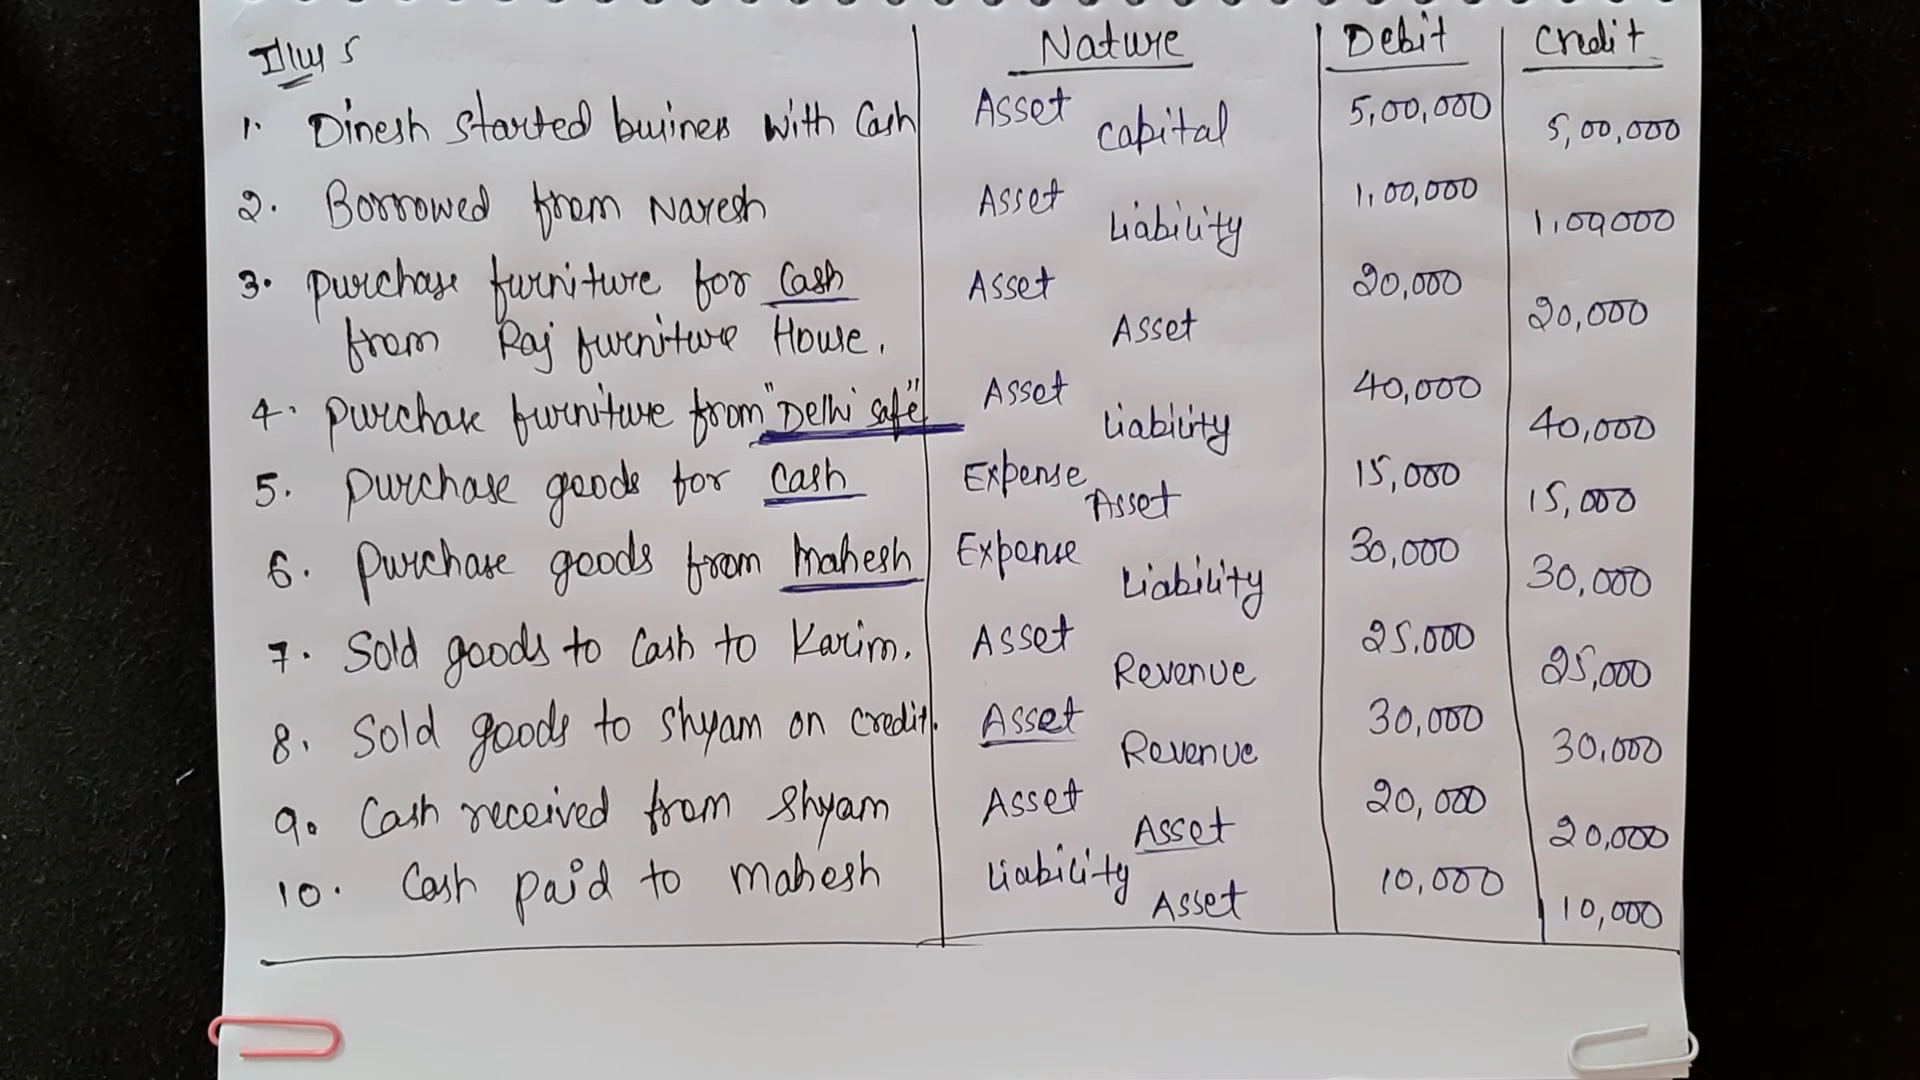 Illus 5 Nature Debit Credit
1. Dinesh started business with Cash Asset 5,00,000
Capital 5,00,000
2. Borrowed from Naresh Asset 1,00,000
Liability 1,00000
3. purchase furniture for Cash Asset 20,000
from Raj furniture House. Asset 20,000
4. purchase furniture from "Delhi safe" Asset 40,000
Liability 40,000
5. purchase goods for Cash Expense 15,000
Asset 15,000
6. purchase goods from Mahesh Expense 30,000
Liability 30,000
7. Sold goods to Cash to Karim. Asset 25,000
Revenue 25,000
8. Sold goods to Shyam on credit. Asset 30,000
Revenue 30,000
9. Cash received from Shyam Asset 20,000
Asset 20,000
10. Cash paid to Mahesh Liability 10,000
Asset 10,000